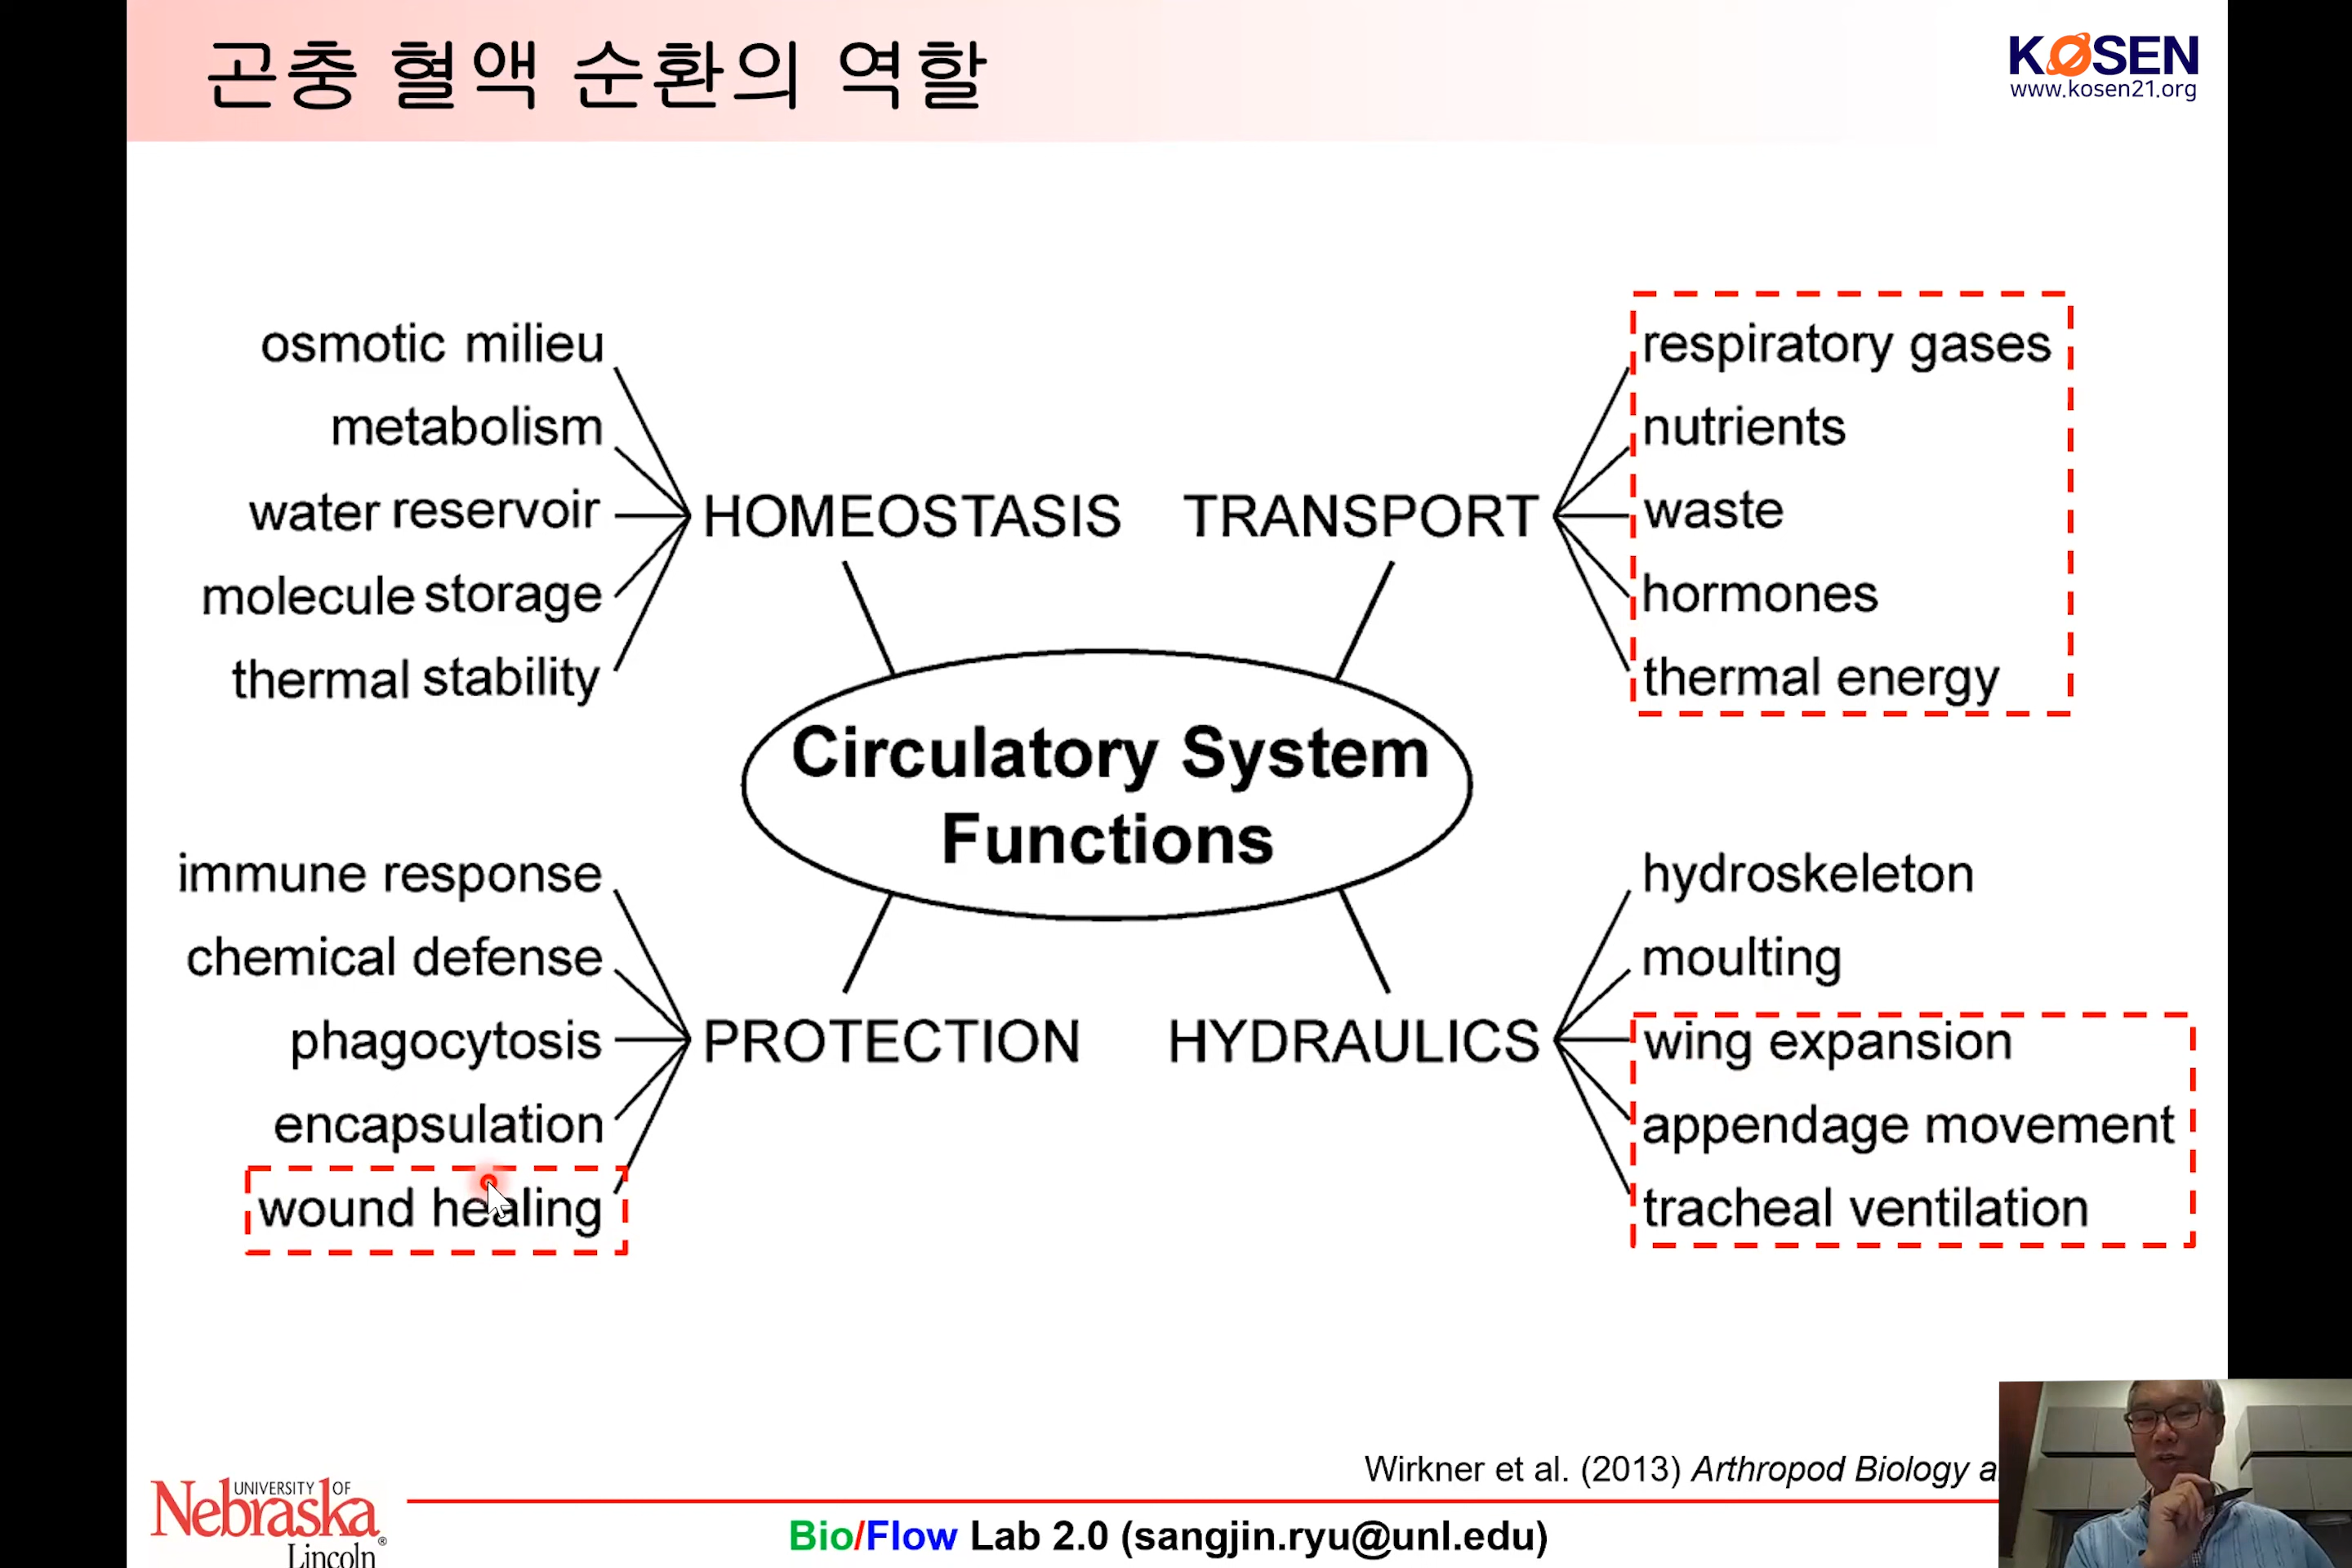 곤충 혈액 순환의 역할
KOSEN
www.kosen21.org
osmotic milieu
metabolism
water reservoir
molecule storage
thermal stability
HOMEOSTASIS
TRANSPORT
respiratory gases
nutrients
waste
hormones
thermal energy
Circulatory System
Functions
immune response
chemical defense
phagocytosis
encapsulation
wound healing
PROTECTION
HYDRAULICS
hydroskeleton
moulting
wing expansion
appendage movement
tracheal ventilation
Wirkner et al. (2013) Arthropod Biology a
UNIVERSITY OF
Nebraska®
Lincoln
Bio/Flow Lab 2.0 (sangjin.ryu@unl.edu)